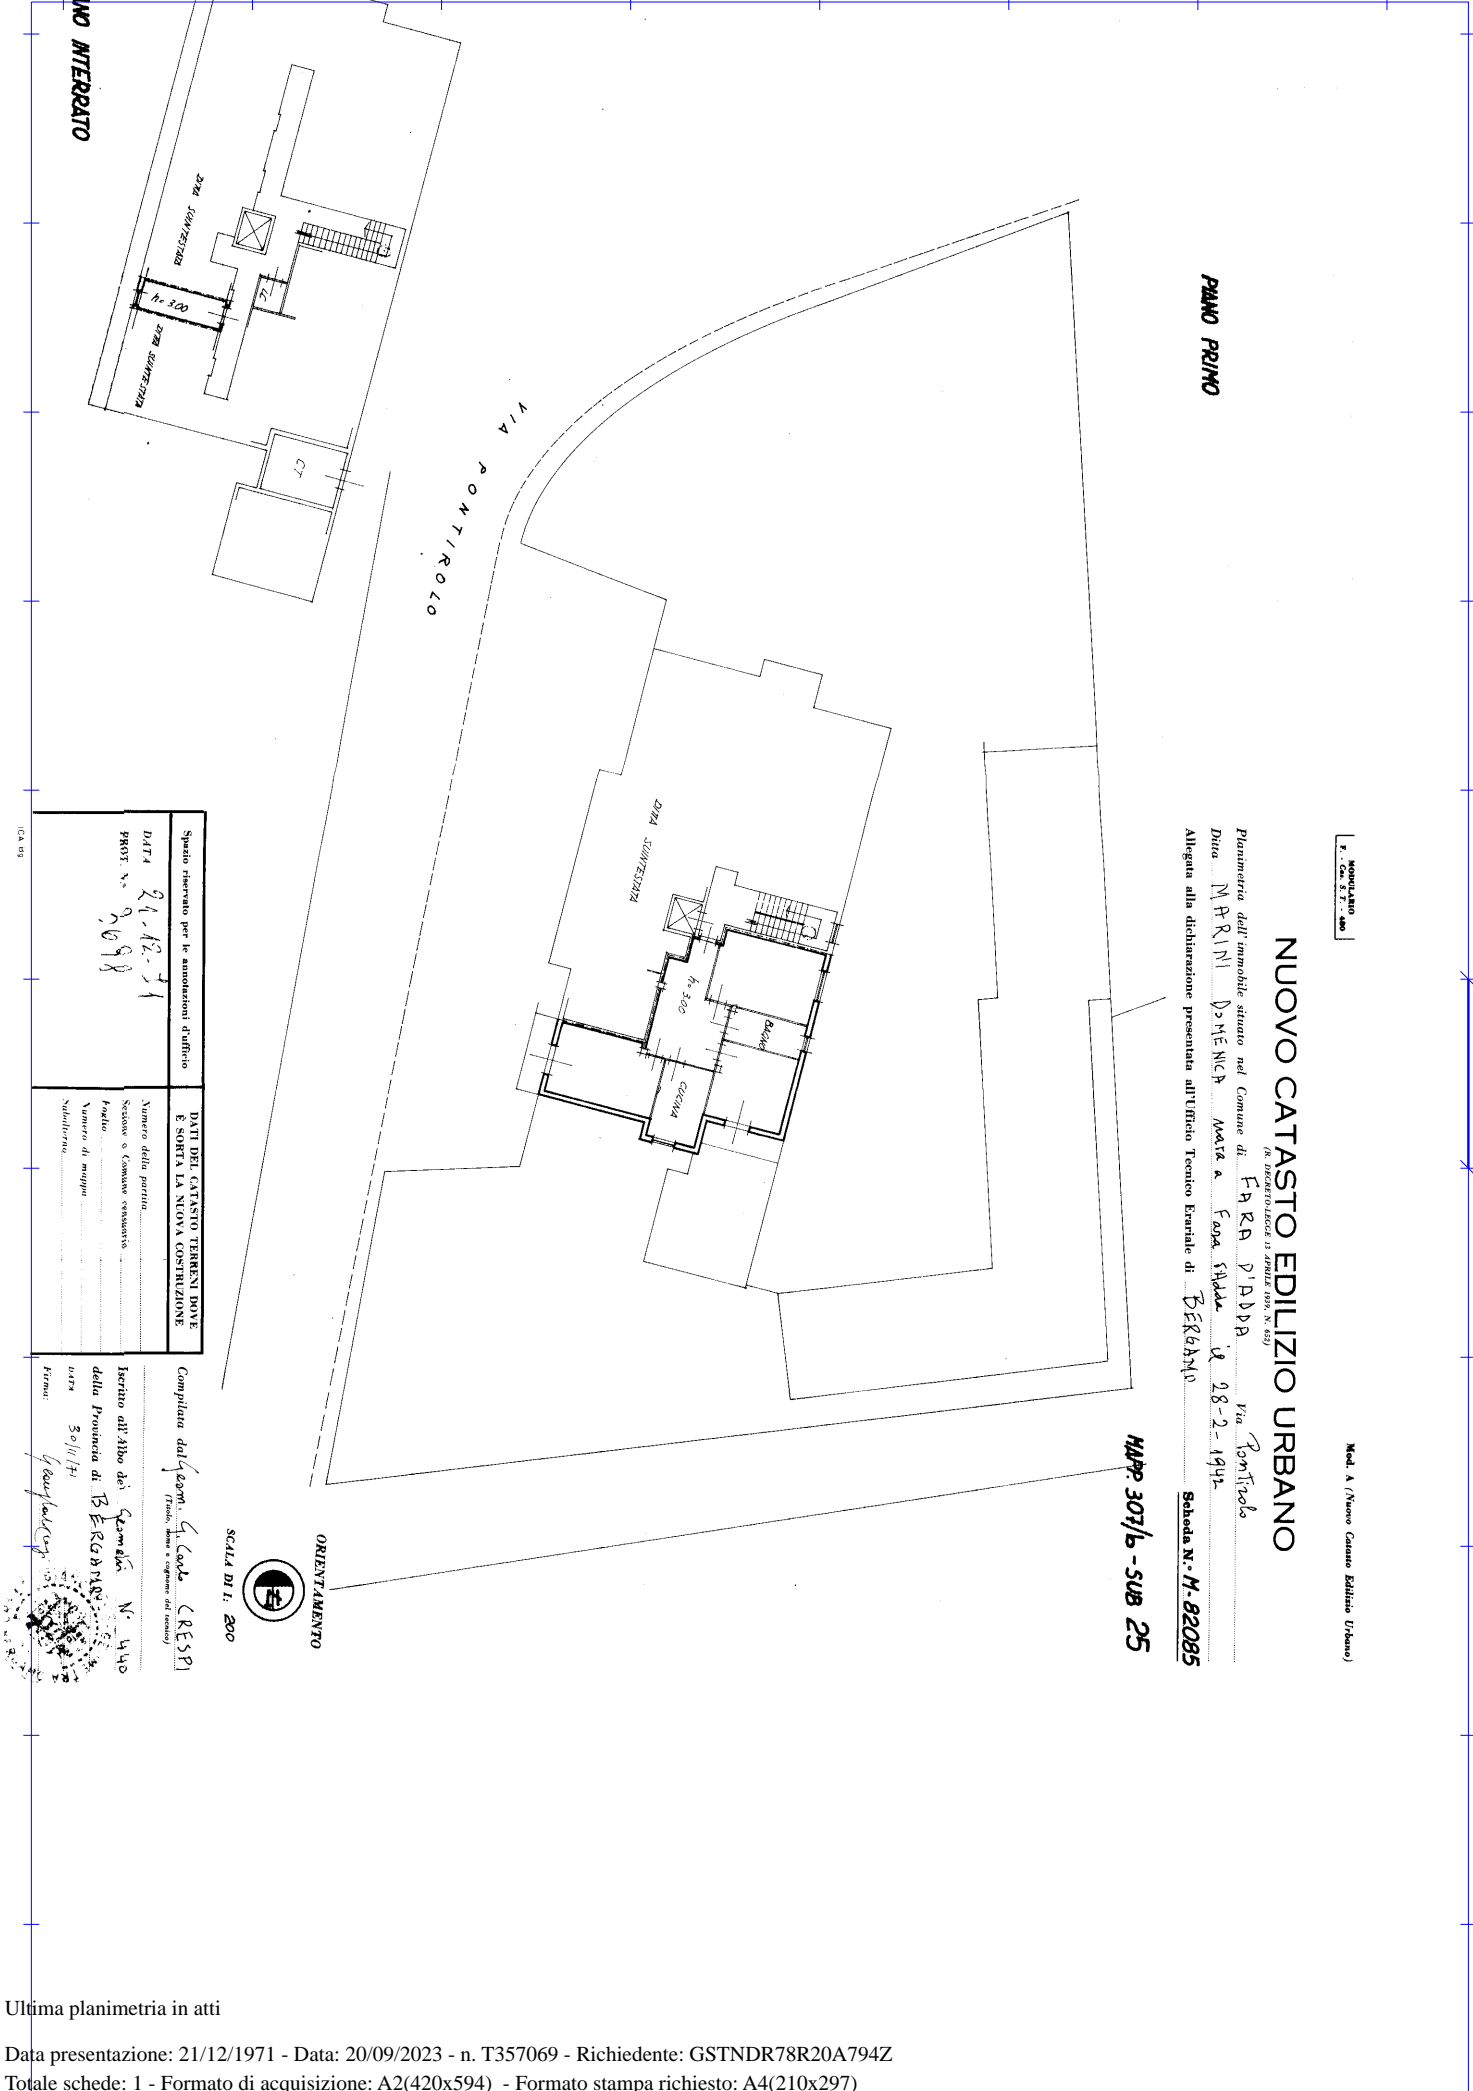 MODULARIO
F. - Cat. S. T. - 480
Mod. A (Nuovo Catasto Edilizio Urbano)
NUOVO CATASTO EDILIZIO URBANO
(R. DECRETO-LEGGE 13 APRILE 1939, N. 652)
Planimetria dell'immobile situato nel Comune di FARA D'ADDA Via Pontirolo
Ditta MARINI DOMENICA nata a Fara d'Adda il 28-2-1942
Allegata alla dichiarazione presentata all'Ufficio Tecnico Erariale di BERGAMO Scheda N.° M-82085
PIANO PRIMO
MAPP. 307/b - SUB 25
VIA PONTIROLO
DITTA SUINTESTATA
h= 3.00
BAGNO
CUCINA
NO INTERRATO
DITTA SUINTESTATA
h= 3.00
DITTA SUINTESTATA
CT
ORIENTAMENTO
SCALA DI 1: 200
Spazio riservato per le annotazioni d'ufficio
DATA 21-12-71
PROT. N.°
DATI DEL CATASTO TERRENI DOVE
È SORTA LA NUOVA COSTRUZIONE
Numero della partita
Sezione o Comune censuario
Foglio
Numero di mappa
Subalterno
Compilata dal Geom. G. Carlo CRESPI
(Titolo, nome e cognome del tecnico)
Iscritto all'Albo dei Geometri N° 440
della Provincia di BERGAMO
DATA 30/11/71
Firma:
Ultima planimetria in atti
Data presentazione: 21/12/1971 - Data: 20/09/2023 - n. T357069 - Richiedente: GSTNDR78R20A794Z
Totale schede: 1 - Formato di acquisizione: A2(420x594) - Formato stampa richiesto: A4(210x297)